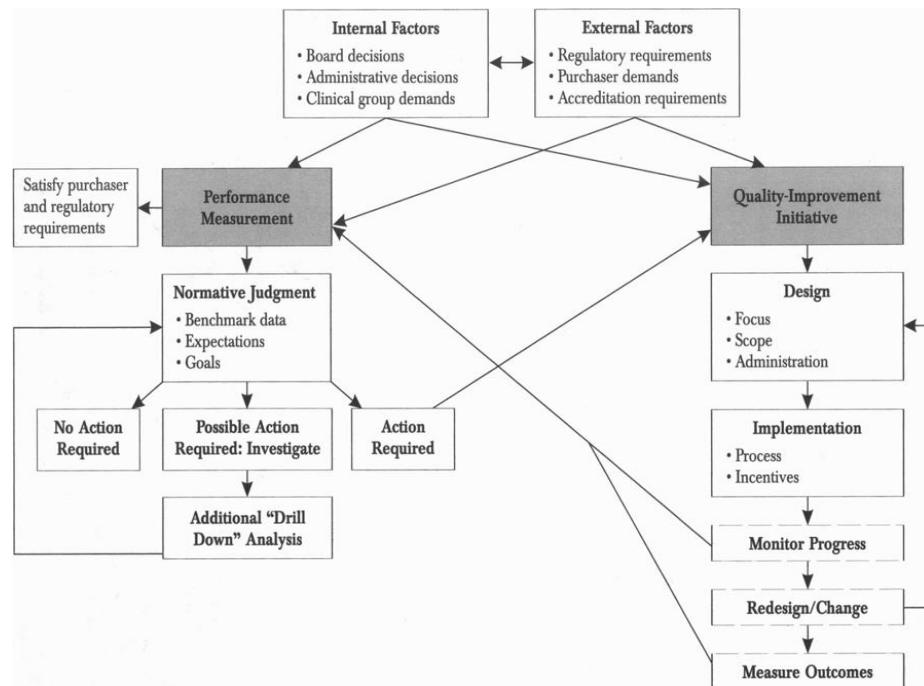 Internal Factors
• Board decisions
• Administrative decisions
• Clinical group demands
External Factors
• Regulatory requirements
• Purchaser demands
• Accreditation requirements
Satisfy purchaser
and regulatory
requirements
Performance
Measurement
Quality-Improvement
Initiative
Normative Judgment
• Benchmark data
• Expectations
• Goals
Design
• Focus
• Scope
• Administration
No Action
Required
Possible Action
Required: Investigate
Action
Required
Implementation
• Process
• Incentives
Additional “Drill
Down” Analysis
Monitor Progress
Redesign/Change
Measure Outcomes